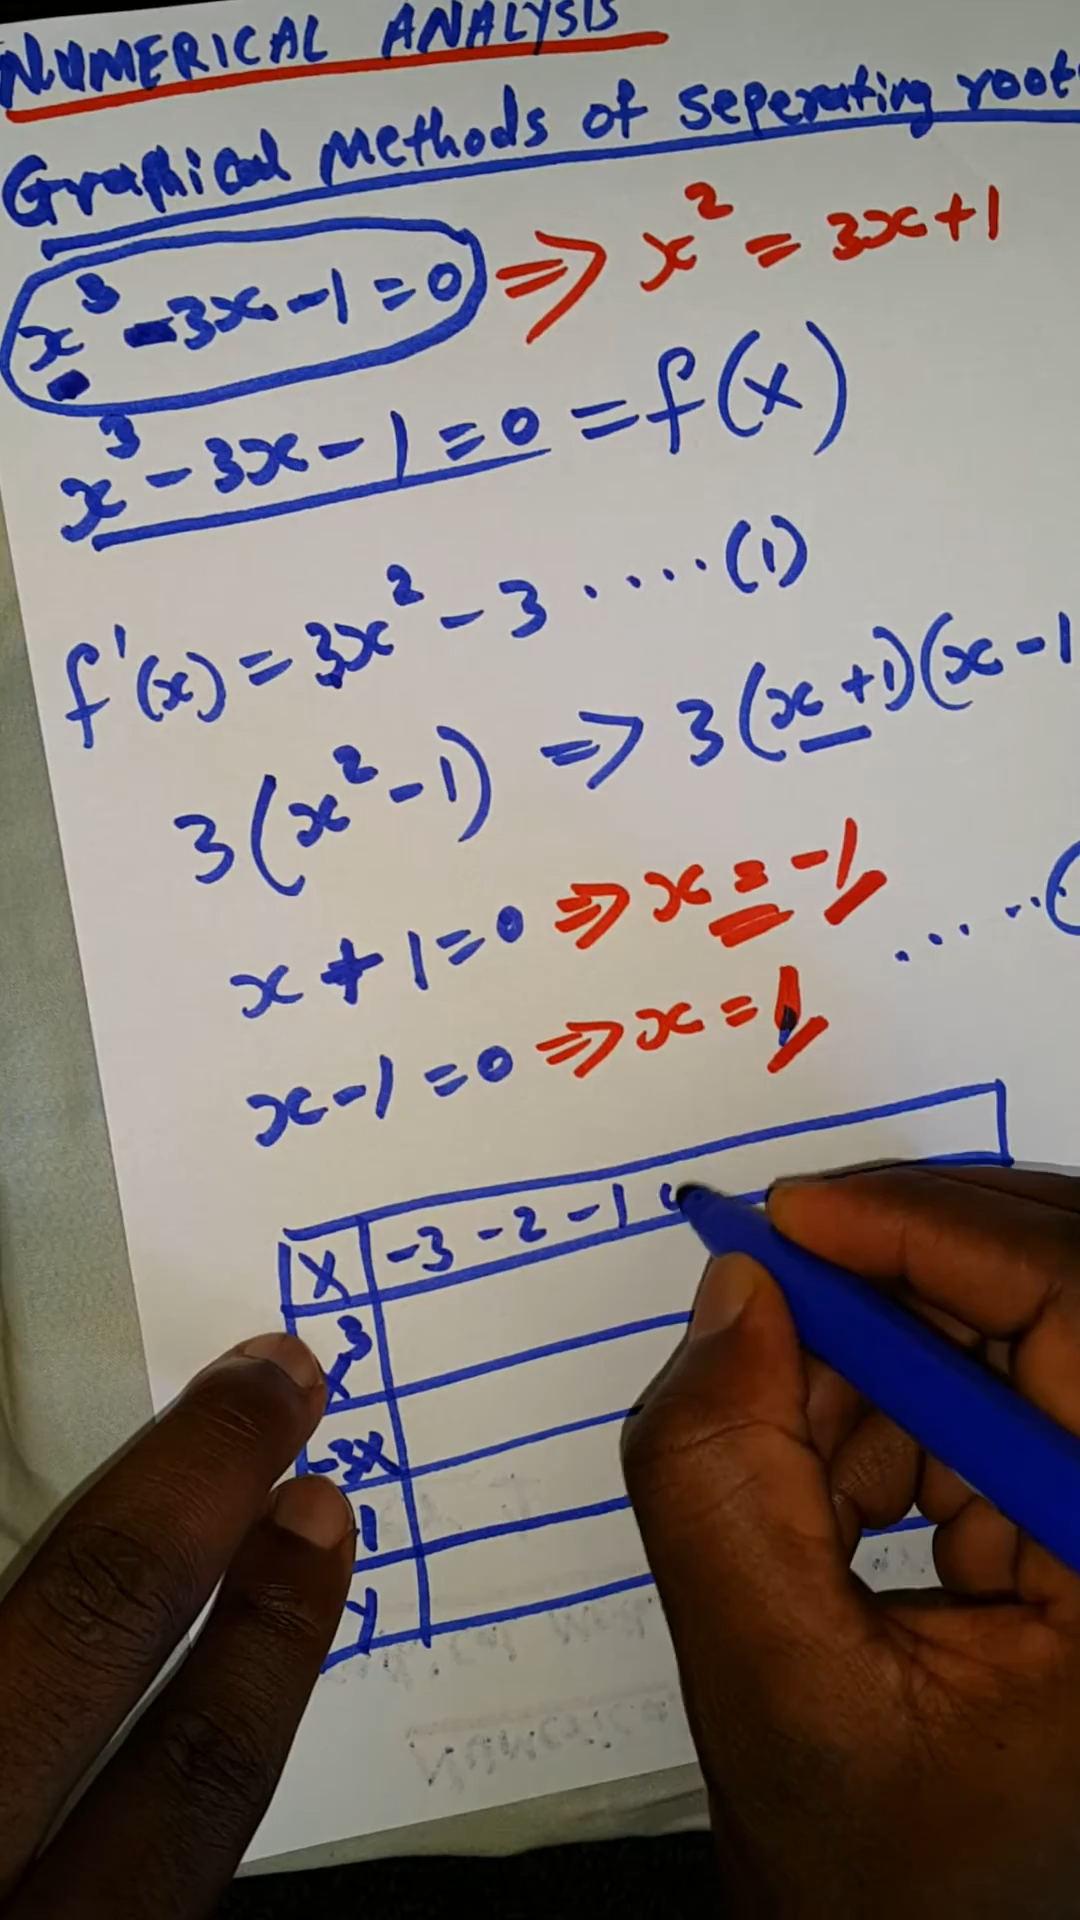 NUMERICAL ANALYSIS
Graphical methods of seperating root
x³ -3x-1=0 => x² = 3x+1
x³-3x-1=0 =f(x)
f'(x) = 3x²-3 .....(1)
3(x²-1) => 3(x+1)(x-1
x+1=0 => x=-1 .....
x-1=0 => x=1
X -3 -2 -1
x³
-3x
-1
y